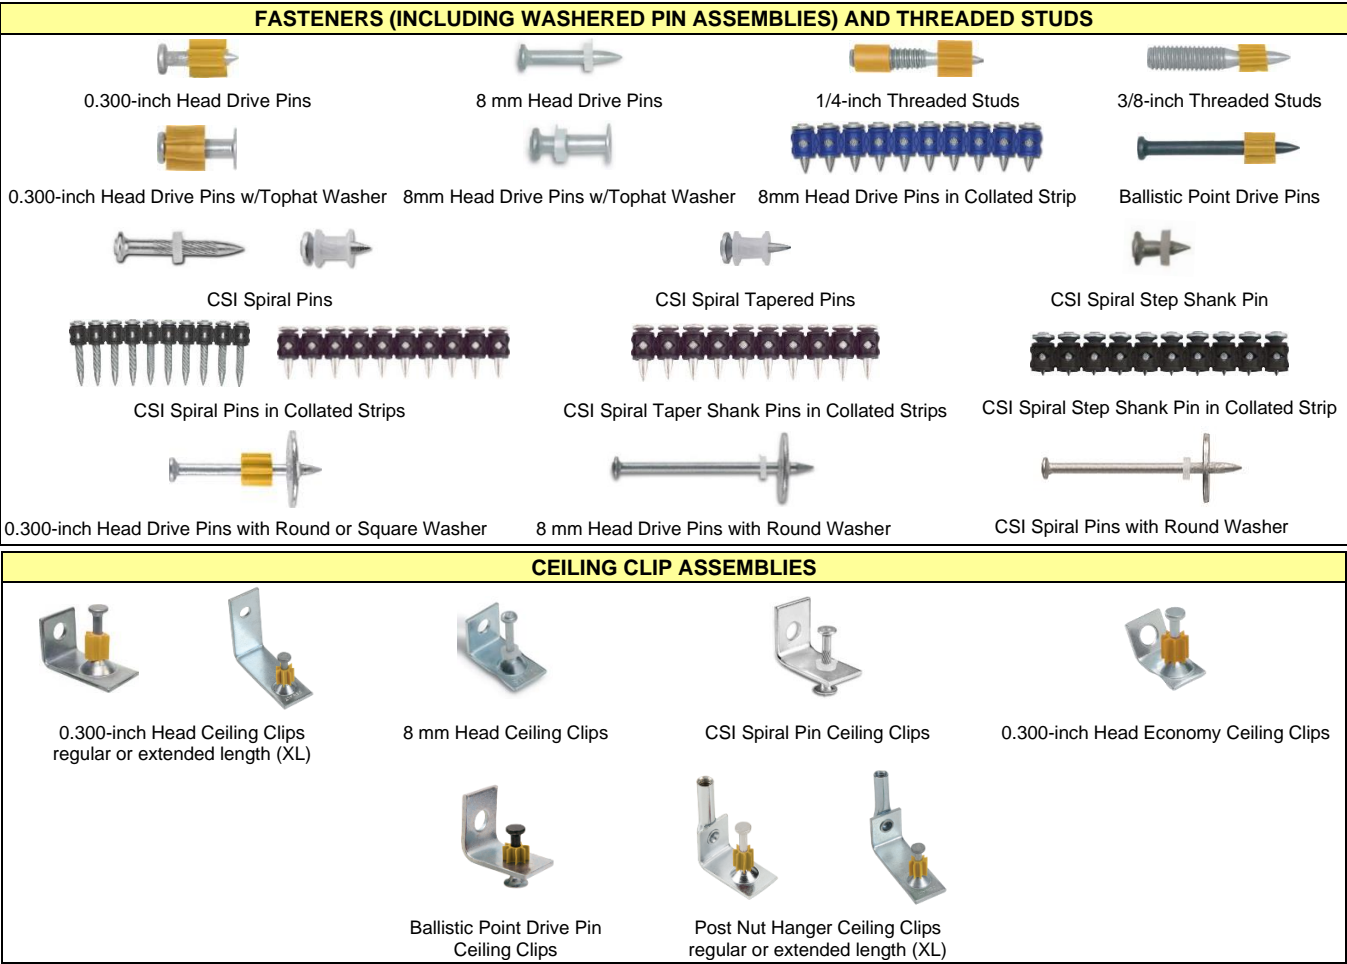 FASTENERS (INCLUDING WASHERED PIN ASSEMBLIES) AND THREADED STUDS
0.300-inch Head Drive Pins
8 mm Head Drive Pins
1/4-inch Threaded Studs
3/8-inch Threaded Studs
0.300-inch Head Drive Pins w/Tophat Washer
8mm Head Drive Pins w/Tophat Washer
8mm Head Drive Pins in Collated Strip
Ballistic Point Drive Pins
CSI Spiral Pins
CSI Spiral Tapered Pins
CSI Spiral Step Shank Pin
CSI Spiral Pins in Collated Strips
CSI Spiral Taper Shank Pins in Collated Strips
CSI Spiral Step Shank Pin in Collated Strip
0.300-inch Head Drive Pins with Round or Square Washer
8 mm Head Drive Pins with Round Washer
CSI Spiral Pins with Round Washer
CEILING CLIP ASSEMBLIES
0.300-inch Head Ceiling Clips
regular or extended length (XL)
8 mm Head Ceiling Clips
CSI Spiral Pin Ceiling Clips
0.300-inch Head Economy Ceiling Clips
Ballistic Point Drive Pin
Ceiling Clips
Post Nut Hanger Ceiling Clips
regular or extended length (XL)